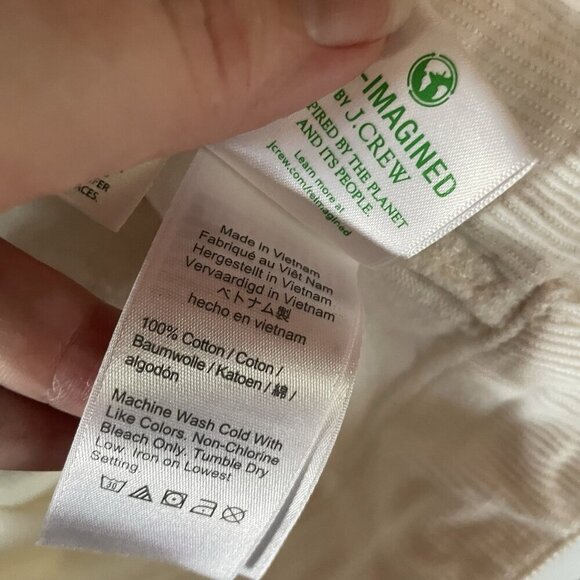 -IMAGINED
BY J.CREW
PIRED BY THE PLANET
AND ITS PEOPLE.
Learn more at
jcrew.com/reimagined
PER
ACES.
Made in Vietnam
Fabriqué au Viêt Nam
Hergestellt in Vietnam
Vervaardigd in Vietnam
ベトナム製
hecho en vietnam
100% Cotton / Coton /
Baumwolle / Katoen / 綿 /
algodón
Machine Wash Cold With
Like Colors. Non-Chlorine
Bleach Only. Tumble Dry
Low. Iron on Lowest
Setting
30